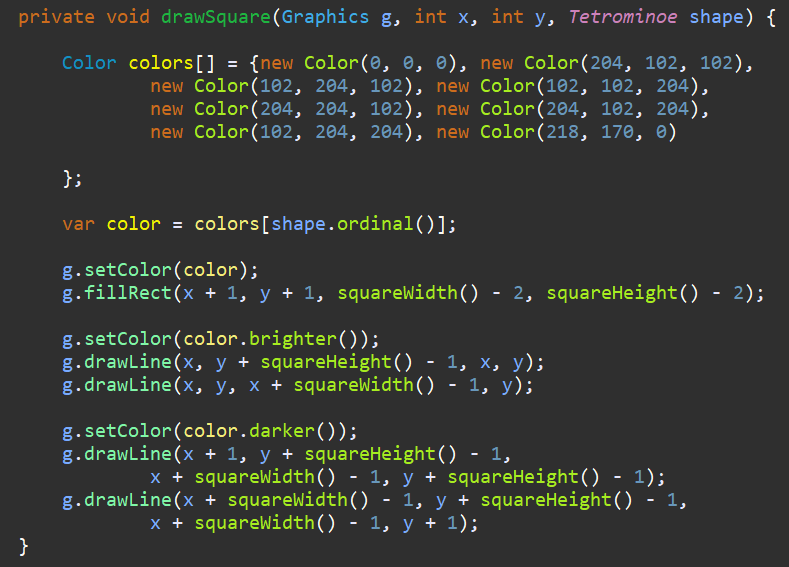 private void drawSquare(Graphics g, int x, int y, Tetrominoe shape) {
Color colors[] = {new Color(0, 0, 0), new Color(204, 102, 102),
new Color(102, 204, 102), new Color(102, 102, 204),
new Color(204, 204, 102), new Color(204, 102, 204),
new Color(102, 204, 204), new Color(218, 170, 0)
};
var color = colors[shape.ordinal()];
g.setColor(color);
g.fillRect(x + 1, y + 1, squareWidth() - 2, squareHeight() - 2);
g.setColor(color.brighter());
g.drawLine(x, y + squareHeight() - 1, x, y);
g.drawLine(x, y, x + squareWidth() - 1, y);
g.setColor(color.darker());
g.drawLine(x + 1, y + squareHeight() - 1,
x + squareWidth() - 1, y + squareHeight() - 1);
g.drawLine(x + squareWidth() - 1, y + squareHeight() - 1,
x + squareWidth() - 1, y + 1);
}